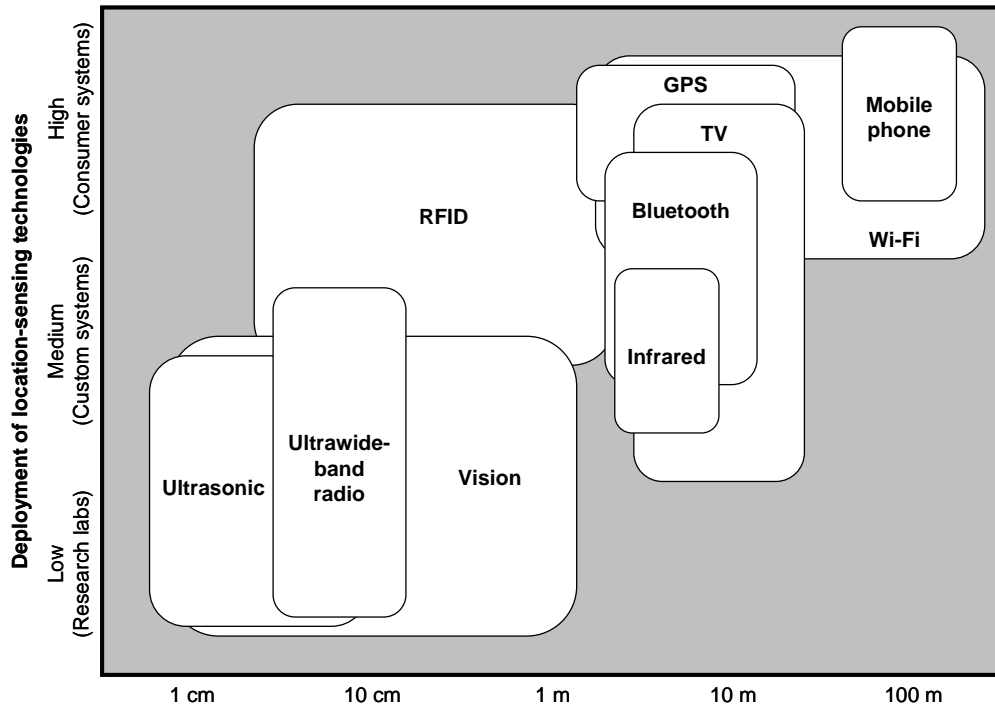 Deployment of location-sensing technologies
High
(Consumer systems)
Medium
(Custom systems)
Low
(Research labs)
GPS
Mobile
phone
TV
RFID
Bluetooth
Wi-Fi
Infrared
Ultrawide-
band
radio
Ultrasonic
Vision
1 cm
10 cm
1 m
10 m
100 m